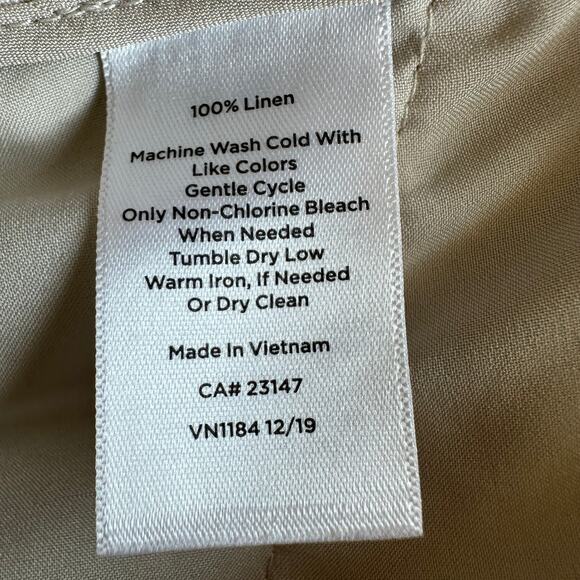 100% Linen
Machine Wash Cold With
Like Colors
Gentle Cycle
Only Non-Chlorine Bleach
When Needed
Tumble Dry Low
Warm Iron, If Needed
Or Dry Clean
Made In Vietnam
CA# 23147
VN1184 12/19